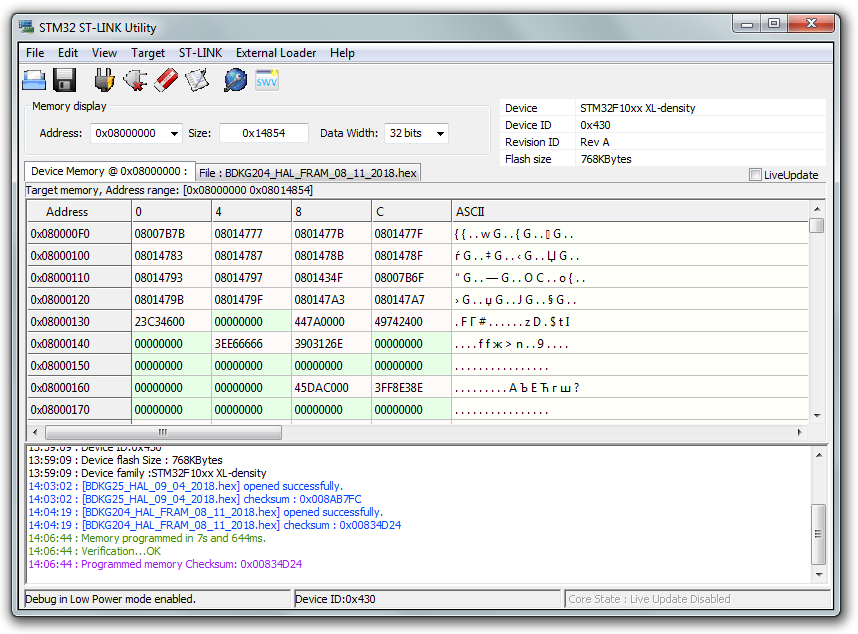 STM32 ST-LINK Utility
File Edit View Target ST-LINK External Loader Help
SWV
Memory display
Address: 0x08000000 Size: 0x14854 Data Width: 32 bits
Device STM32F10xx XL-density
Device ID 0x430
Revision ID Rev A
Flash size 768KBytes
LiveUpdate
Device Memory @ 0x08000000 : File : BDKG204_HAL_FRAM_08_11_2018.hex
Target memory, Address range: [0x08000000 0x08014854]
Address 0 4 8 C ASCII
0x080000F0 08007B7B 08014777 0801477B 0801477F {{..wG..{G..▯G..
0x08000100 08014783 08014787 0801478B 0801478F ѓG..‡G..‹G..ЏG..
0x08000110 08014793 08014797 0801434F 08007B6F “G..—G..OC..o{..
0x08000120 0801479B 0801479F 080147A3 080147A7 ›G..џG..ЈG..§G..
0x08000130 23C34600 00000000 447A0000 49742400 .FГ#......zD.$tI
0x08000140 00000000 3EE66666 3903126E 00000000 ....ffж>n..9....
0x08000150 00000000 00000000 00000000 00000000 ................
0x08000160 00000000 00000000 45DAC000 3FF8E38E .........АЪEЋгш?
0x08000170 00000000 00000000 00000000 00000000 ................
13:59:09 : Device ID:0x430
13:59:09 : Device flash Size : 768KBytes
13:59:09 : Device family :STM32F10xx XL-density
14:03:02 : [BDKG25_HAL_09_04_2018.hex] opened successfully.
14:03:02 : [BDKG25_HAL_09_04_2018.hex] checksum : 0x008AB7FC
14:04:19 : [BDKG204_HAL_FRAM_08_11_2018.hex] opened successfully.
14:04:19 : [BDKG204_HAL_FRAM_08_11_2018.hex] checksum : 0x00834D24
14:06:44 : Memory programmed in 7s and 644ms.
14:06:44 : Verification...OK
14:06:44 : Programmed memory Checksum: 0x00834D24
Debug in Low Power mode enabled. Device ID:0x430 Core State : Live Update Disabled